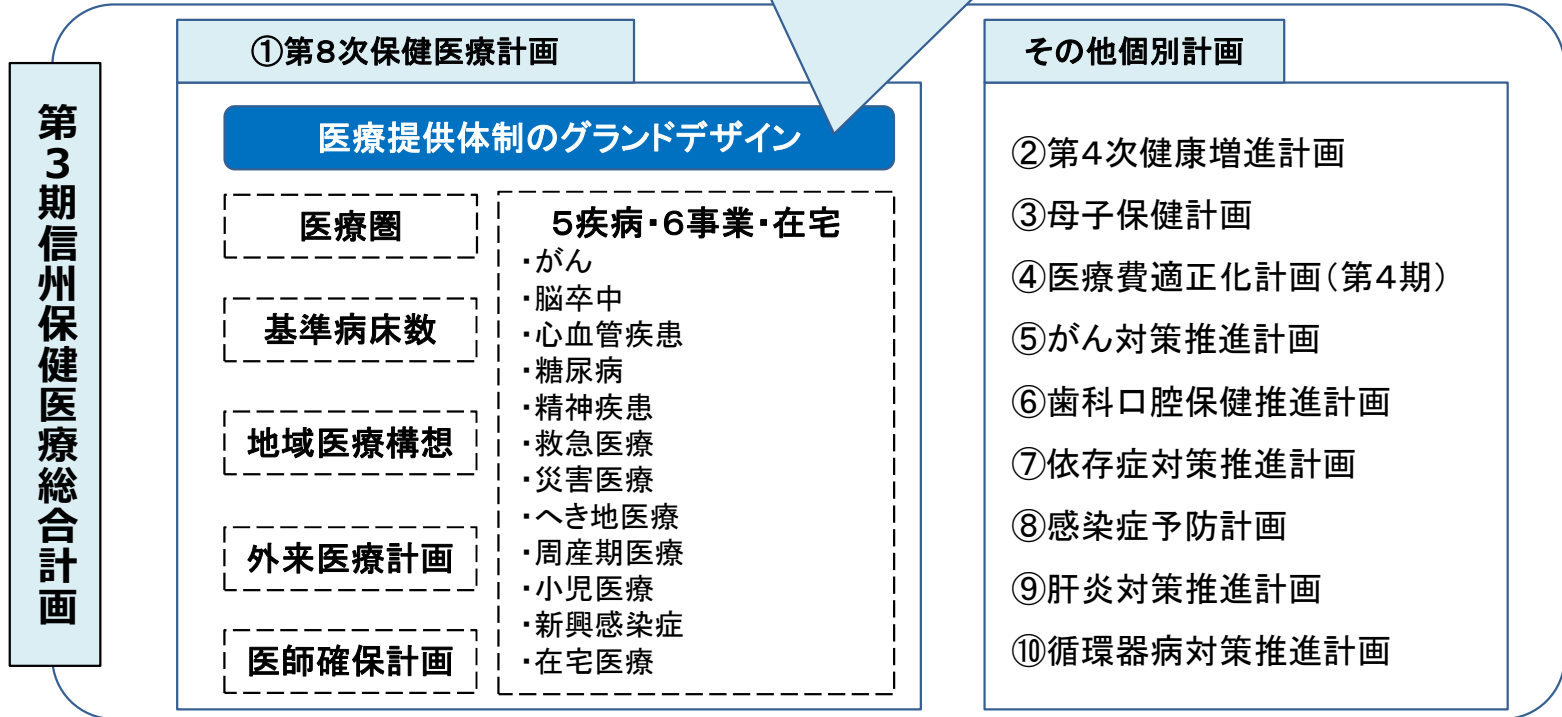 第3期信州保健医療総合計画
①第8次保健医療計画
医療提供体制のグランドデザイン
医療圏
基準病床数
地域医療構想
外来医療計画
医師確保計画
5疾病・6事業・在宅
・がん
・脳卒中
・心血管疾患
・糖尿病
・精神疾患
・救急医療
・災害医療
・へき地医療
・周産期医療
・小児医療
・新興感染症
・在宅医療
その他個別計画
②第4次健康増進計画
③母子保健計画
④医療費適正化計画(第4期)
⑤がん対策推進計画
⑥歯科口腔保健推進計画
⑦依存症対策推進計画
⑧感染症予防計画
⑨肝炎対策推進計画
⑩循環器病対策推進計画